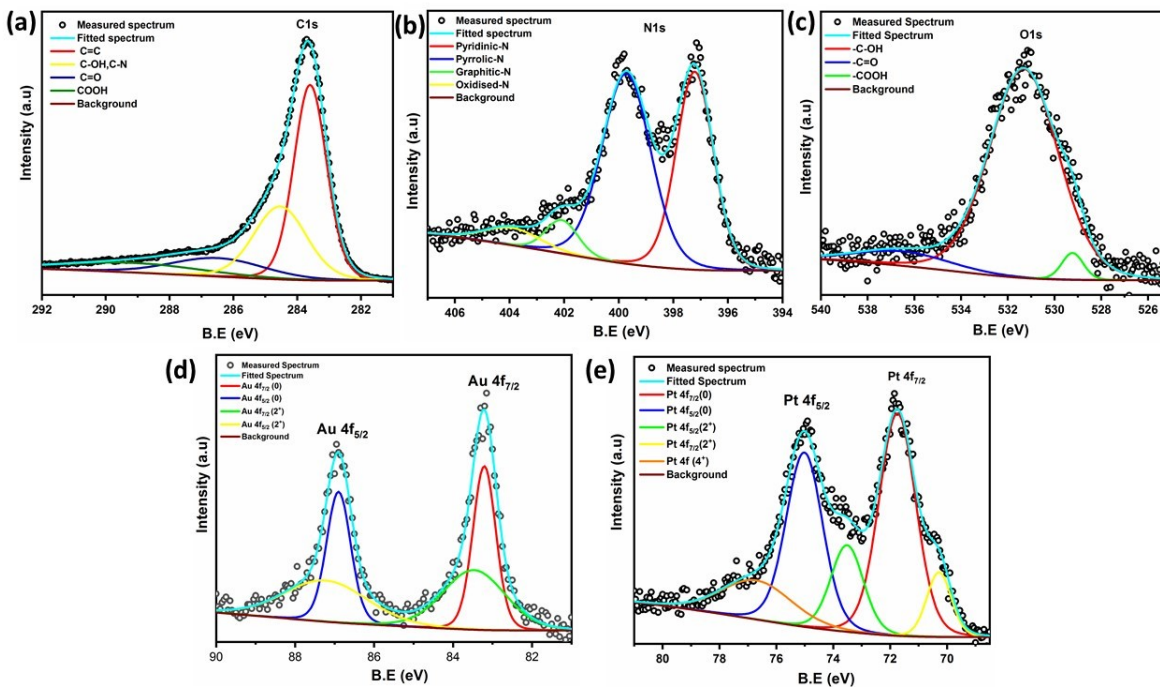 (a)
C1s
Measured spectrum
Fitted spectrum
C=C
C-OH,C-N
C=O
COOH
Background
Intensity (a.u)
292 290 288 286 284 282
B.E (eV)
(b)
N1s
Measured spectrum
Fitted spectrum
Pyridinic-N
Pyrrolic-N
Graphitic-N
Oxidised-N
Background
Intensity (a.u)
406 404 402 400 398 396 394
B.E (eV)
(c)
O1s
Measured spectrum
Fitted Spectrum
-C-OH
-C=O
-COOH
Background
Intensity (a.u)
540 538 536 534 532 530 528 526
B.E (eV)
(d)
Measured Spectrum
Fitted Spectrum
Au 4f7/2 (0)
Au 4f5/2 (0)
Au 4f7/2 (2+)
Au 4f5/2 (2+)
Background
Au 4f5/2
Au 4f7/2
Intensity (a.u)
90 88 86 84 82
B.E (eV)
(e)
Measured spectrum
Fitted Spectrum
Pt 4f7/2(0)
Pt 4f5/2(0)
Pt 4f5/2(2+)
Pt 4f7/2(2+)
Pt 4f (4+)
Background
Pt 4f5/2
Pt 4f7/2
Intensity (a.u)
80 78 76 74 72 70
B.E (eV)